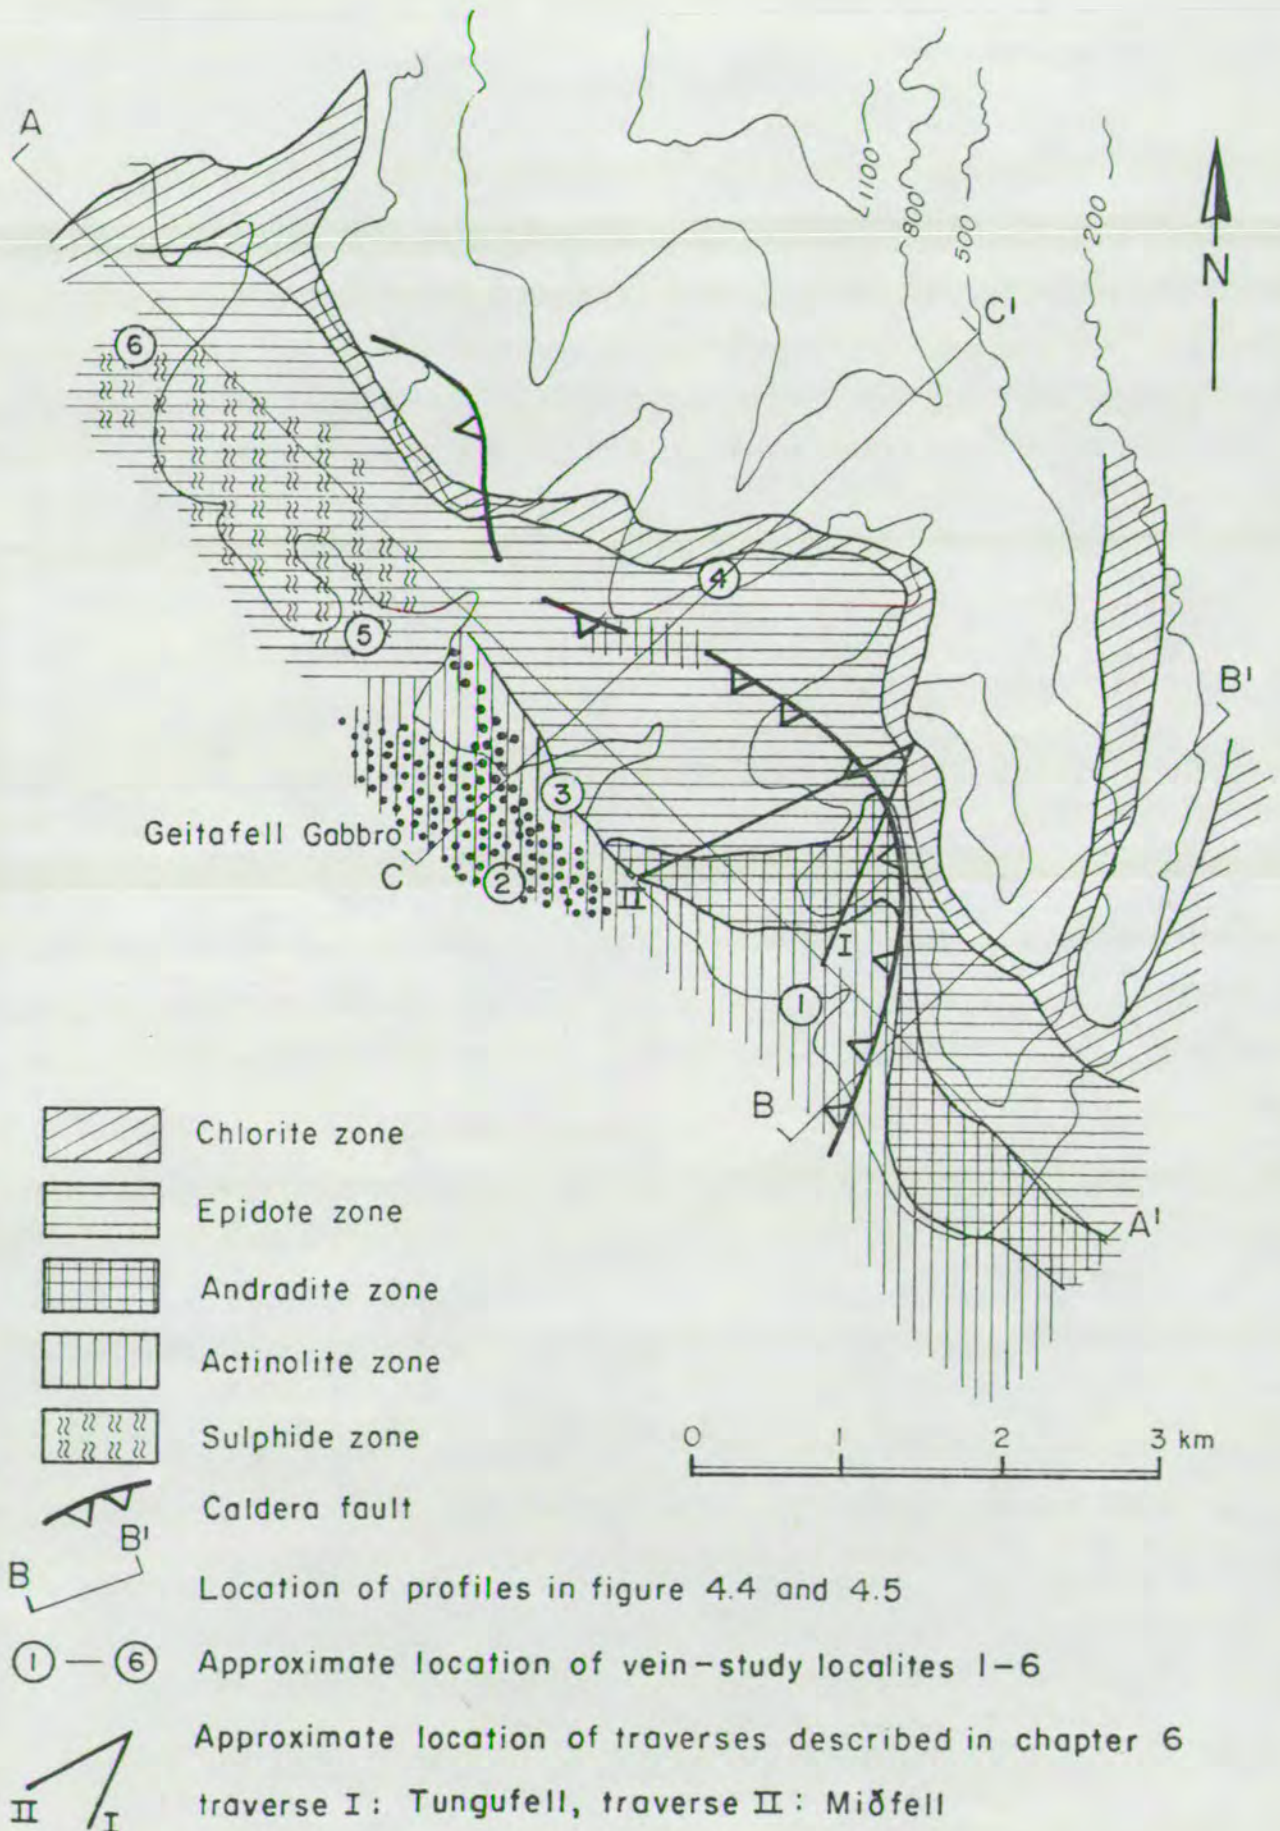 A
1100
800
500
200
N
C'
6
4
5
B'
3
Geitafell Gabbro
C
2
II
I
1
B
A'
Chlorite zone
Epidote zone
Andradite zone
Actinolite zone
Sulphide zone
0 1 2 3 km
Caldera fault
B B'
Location of profiles in figure 4.4 and 4.5
1 — 6 Approximate location of vein-study localites 1-6
Approximate location of traverses described in chapter 6
II I traverse I: Tungufell, traverse II: Miðfell